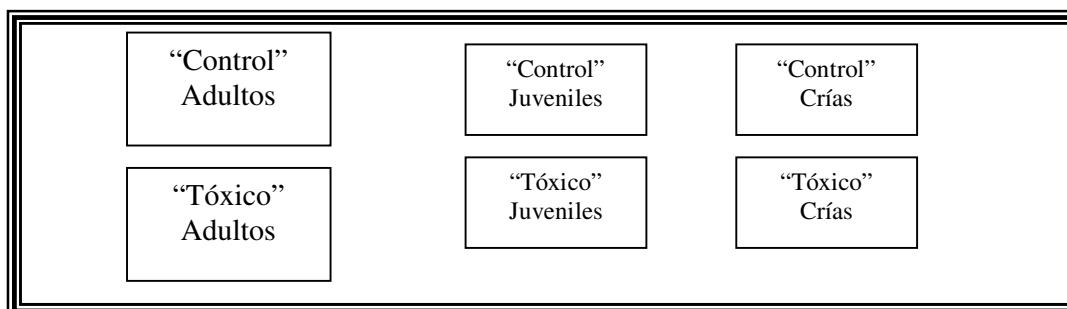 “Control”
Adultos
“Control”
Juveniles
“Control”
Crías
“Tóxico”
Adultos
“Tóxico”
Juveniles
“Tóxico”
Crías